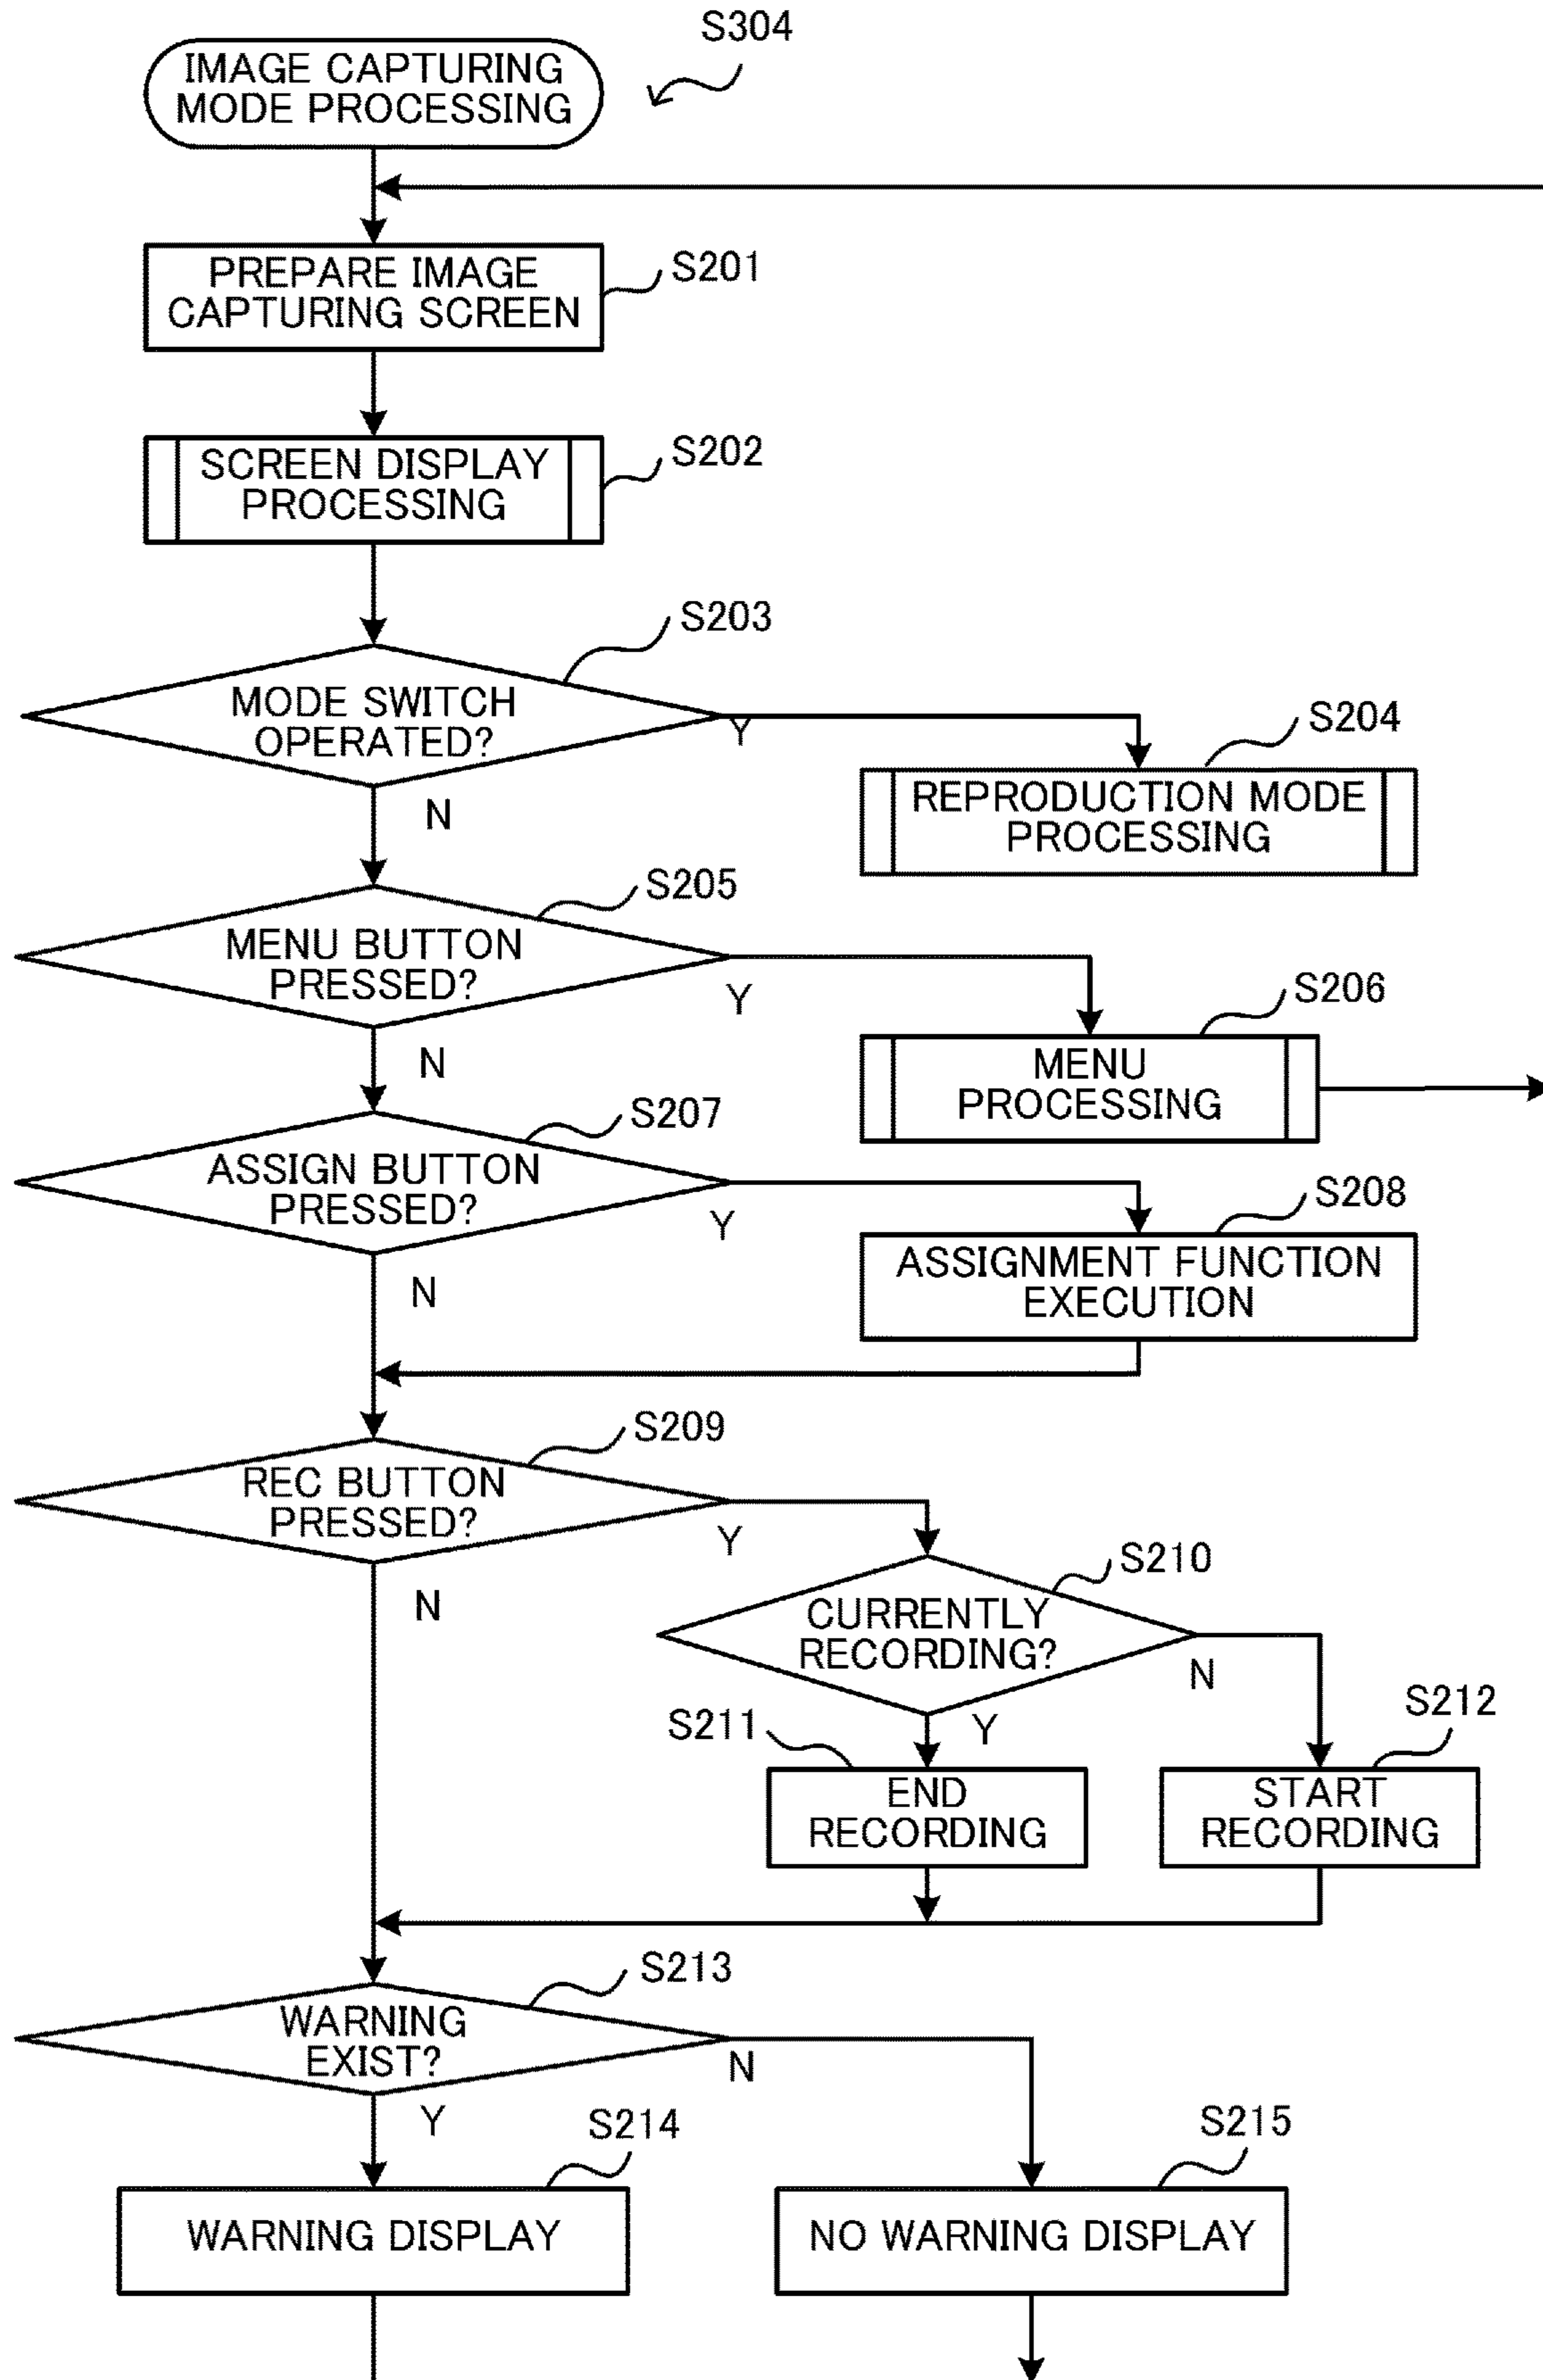 S304
IMAGE CAPTURING
MODE PROCESSING
PREPARE IMAGE
CAPTURING SCREEN
S201
SCREEN DISPLAY
PROCESSING
S202
S203
MODE SWITCH
OPERATED?
Y
N
S204
REPRODUCTION MODE
PROCESSING
S205
MENU BUTTON
PRESSED?
Y
N
S206
MENU
PROCESSING
S207
ASSIGN BUTTON
PRESSED?
Y
N
S208
ASSIGNMENT FUNCTION
EXECUTION
S209
REC BUTTON
PRESSED?
Y
N
S210
CURRENTLY
RECORDING?
N
Y
S211
END
RECORDING
S212
START
RECORDING
S213
WARNING
EXIST?
N
Y
S214
WARNING DISPLAY
S215
NO WARNING DISPLAY